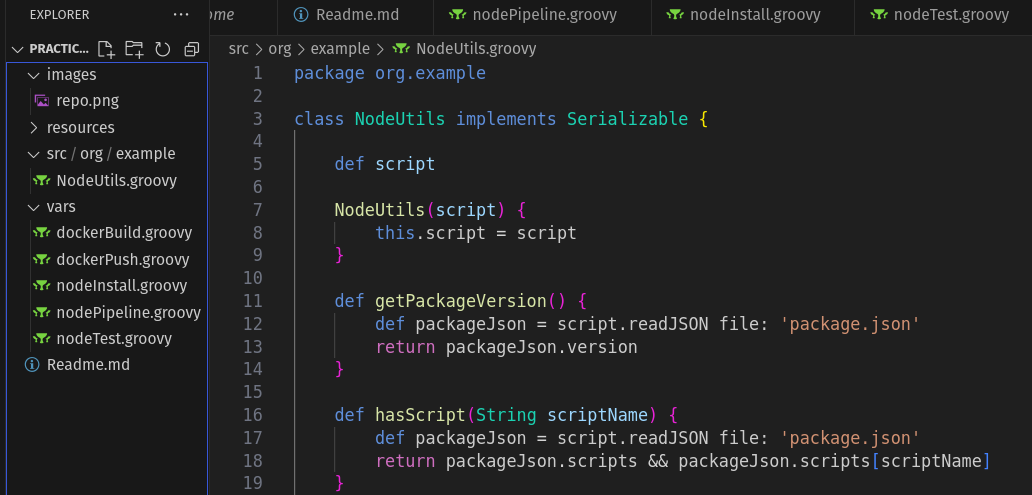 EXPLORER ···
ome Readme.md nodePipeline.groovy nodeInstall.groovy nodeTest.groovy
PRACTIC...
src > org > example > NodeUtils.groovy
images
repo.png
resources
src / org / example
NodeUtils.groovy
vars
dockerBuild.groovy
dockerPush.groovy
nodeInstall.groovy
nodePipeline.groovy
nodeTest.groovy
Readme.md
1 package org.example
2
3 class NodeUtils implements Serializable {
4
5 def script
6
7 NodeUtils(script) {
8 this.script = script
9 }
10
11 def getPackageVersion() {
12 def packageJson = script.readJSON file: 'package.json'
13 return packageJson.version
14 }
15
16 def hasScript(String scriptName) {
17 def packageJson = script.readJSON file: 'package.json'
18 return packageJson.scripts && packageJson.scripts[scriptName]
19 }